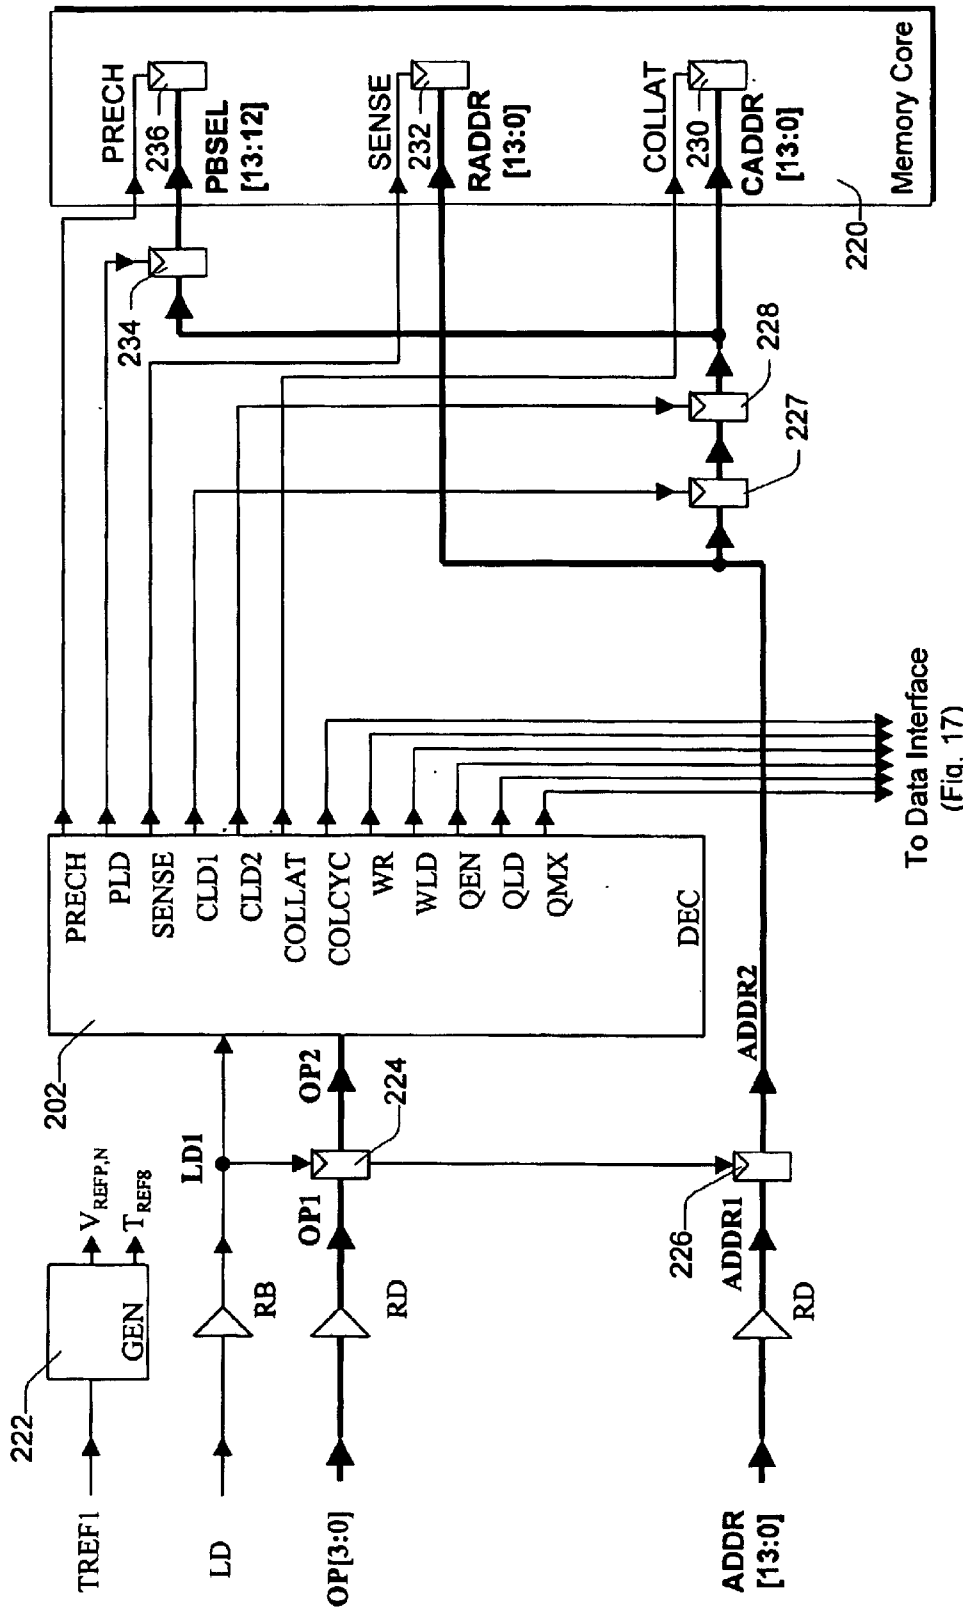 TREF1
222
GEN
V_REFP,N
T_REF8
LD
RB
LD1
OP[3:0]
RD
OP1
224
OP2
202
ADDR
[13:0]
RD
ADDR1
226
ADDR2
PRECH
PLD
SENSE
CLD1
CLD2
COLLAT
COLCYC
WR
WLD
QEN
QLD
QMX
DEC
To Data Interface
(Fig. 17)
227
228
234
PRECH
236
PBSEL
[13:12]
SENSE
232
RADDR
[13:0]
COLLAT
230
CADDR
[13:0]
220
Memory Core